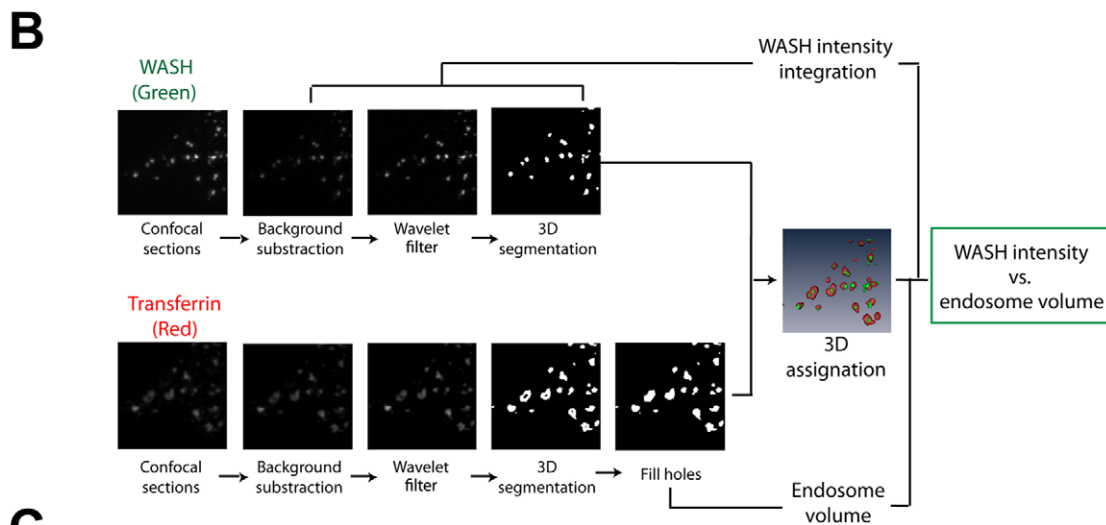 B
WASH
(Green)
WASH intensity
integration
Confocal
sections
Background
substraction
Wavelet
filter
3D
segmentation
WASH intensity
vs.
endosome volume
Transferrin
(Red)
3D
assignation
Confocal
sections
Background
substraction
Wavelet
filter
3D
segmentation
Fill holes
Endosome
volume